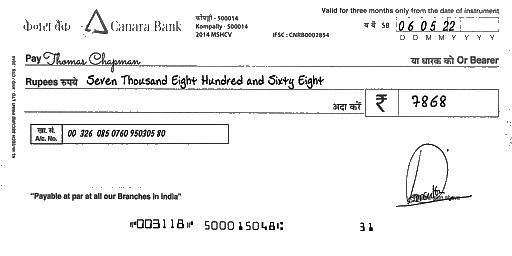 केनरा बैंक Canara Bank
कोंपल्ली - 500014
Kompally - 500014
2014 MSHCV
IFSC : CNRB0002854
Valid for three months only from the date of instrument
SB 06 05 22
D D M M Y Y Y Y
Pay Thomas Chapman या धारक को Or Bearer
Rupees रुपये Seven Thousand Eight Hundred and Sixty Eight
अदा करें ₹ 7868
खा. सं.
A/c. No. 00 326 085 0760 950305 80
"Payable at par at all our Branches in India"
⑈003118⑈ 500015048⑆ 31